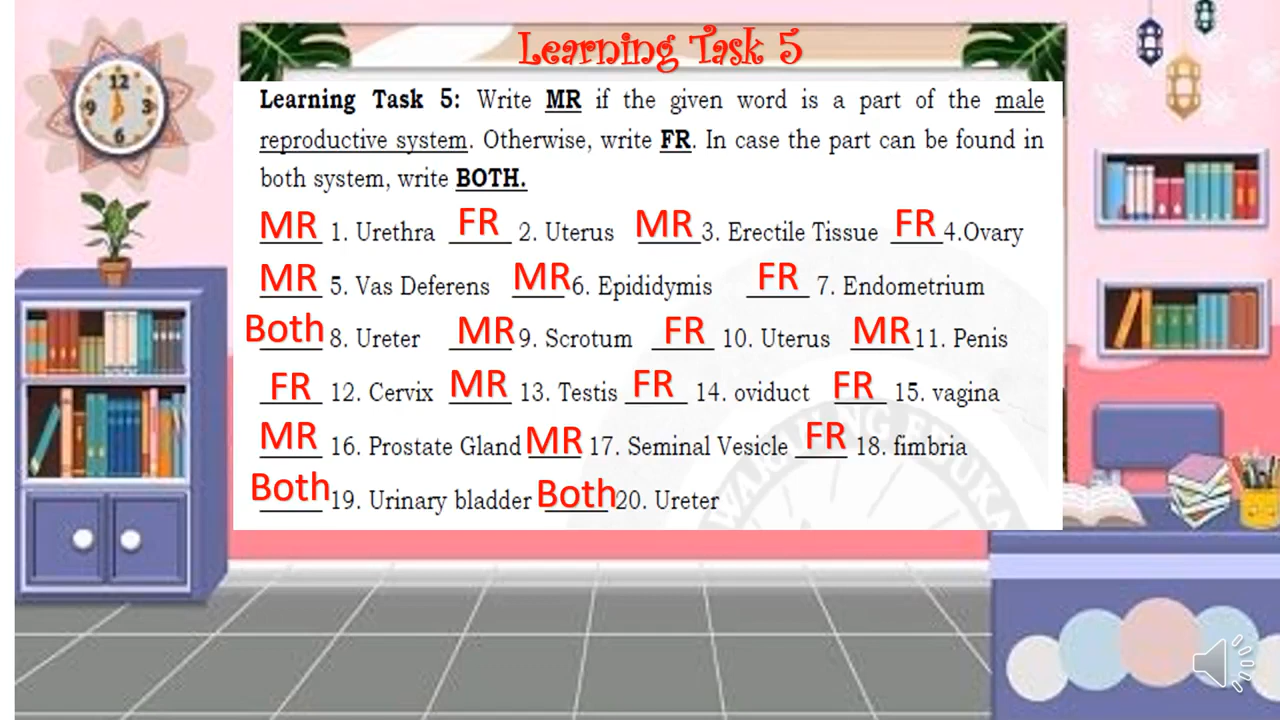 Learning Task 5
Learning Task 5: Write MR if the given word is a part of the male
reproductive system. Otherwise, write FR. In case the part can be found in
both system, write BOTH.
MR 1. Urethra FR 2. Uterus MR 3. Erectile Tissue FR 4.Ovary
MR 5. Vas Deferens MR 6. Epididymis FR 7. Endometrium
Both 8. Ureter MR 9. Scrotum FR 10. Uterus MR 11. Penis
FR 12. Cervix MR 13. Testis FR 14. oviduct FR 15. vagina
MR 16. Prostate Gland MR 17. Seminal Vesicle FR 18. fimbria
Both 19. Urinary bladder Both 20. Ureter
12
9 3
6